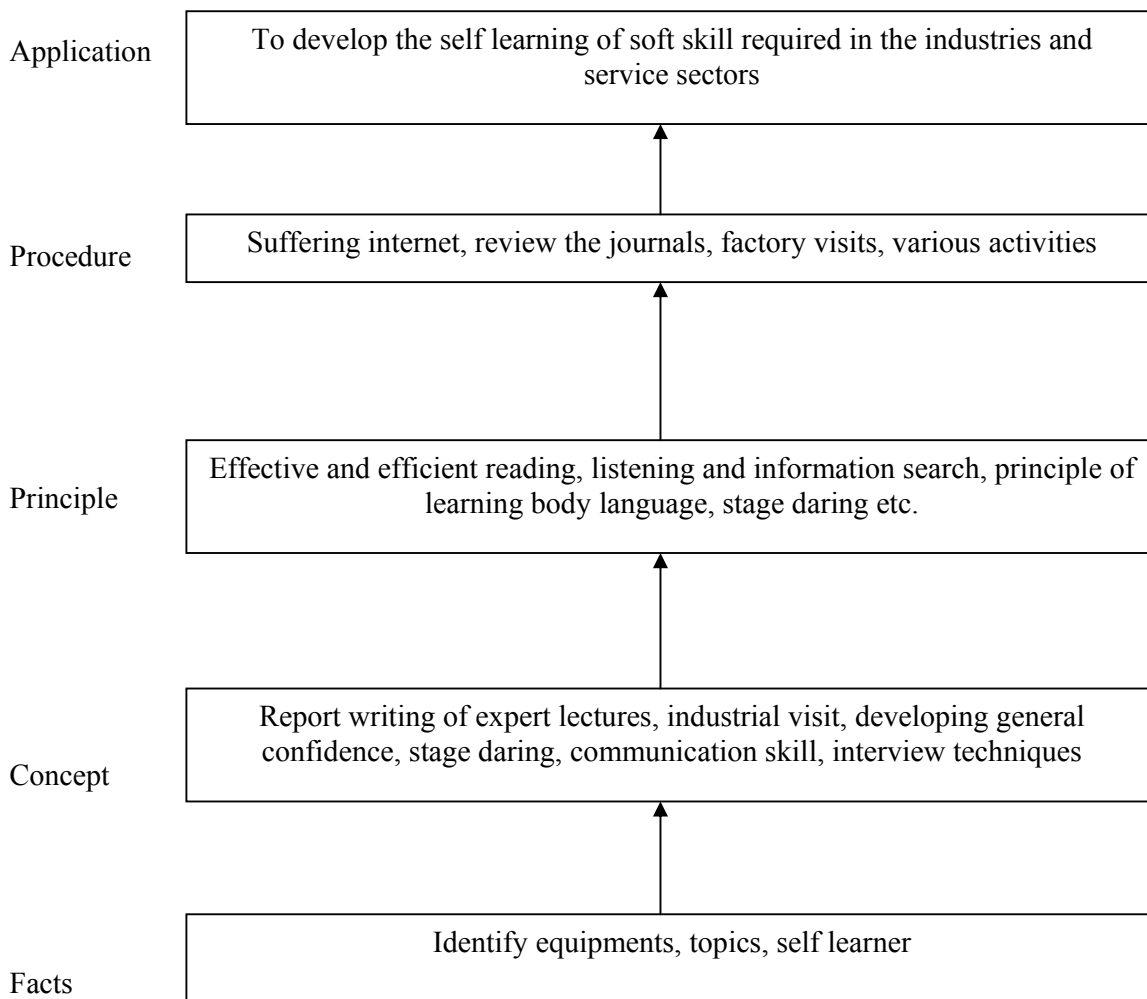 Application
To develop the self learning of soft skill required in the industries and
service sectors
Procedure
Suffering internet, review the journals, factory visits, various activities
Principle
Effective and efficient reading, listening and information search, principle of
learning body language, stage daring etc.
Concept
Report writing of expert lectures, industrial visit, developing general
confidence, stage daring, communication skill, interview techniques
Facts
Identify equipments, topics, self learner